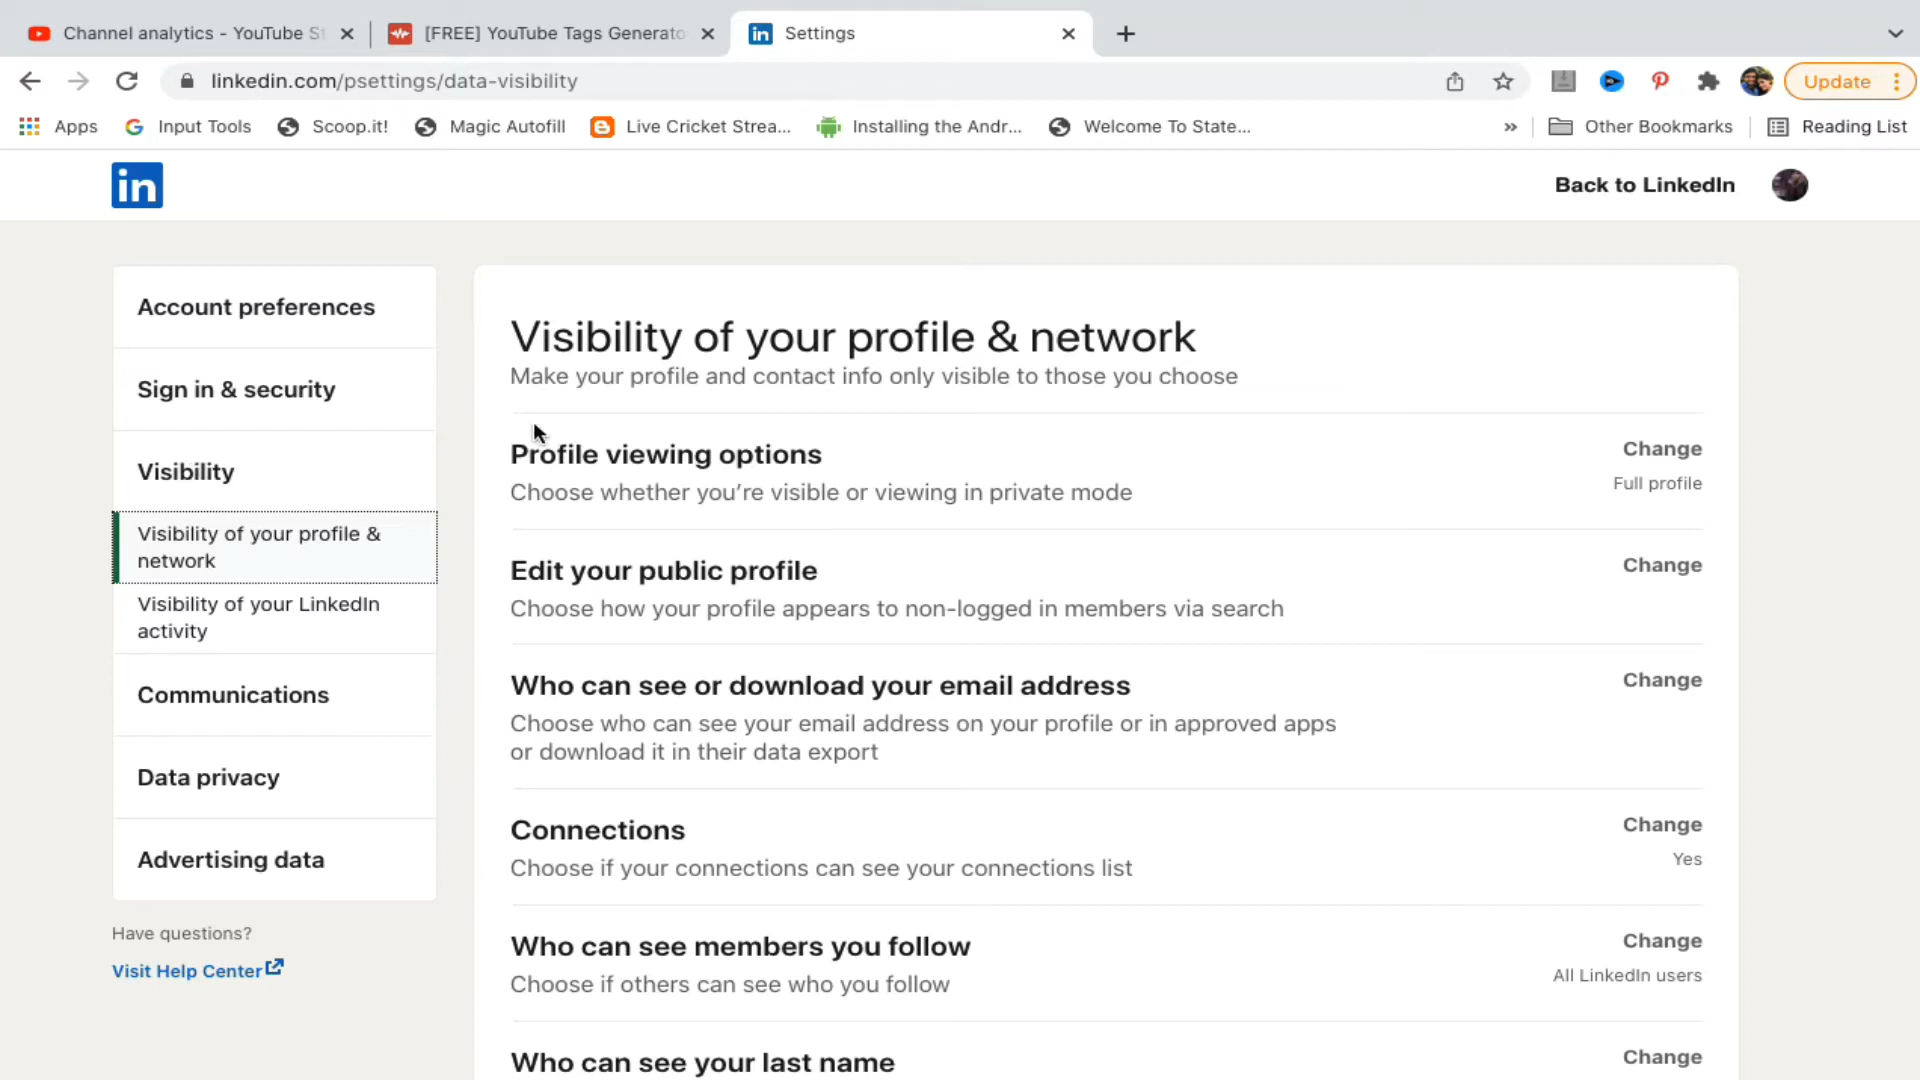 Channel analytics - YouTube St
[FREE] YouTube Tags Generato
Settings
linkedin.com/psettings/data-visibility
Update
Apps
Input Tools
Scoop.it!
Magic Autofill
Live Cricket Strea...
Installing the Andr...
Welcome To State...
»
Other Bookmarks
Reading List
in
Back to LinkedIn
Account preferences
Sign in & security
Visibility
Visibility of your profile &
network
Visibility of your LinkedIn
activity
Communications
Data privacy
Advertising data
Have questions?
Visit Help Center
Visibility of your profile & network
Make your profile and contact info only visible to those you choose
Profile viewing options
Change
Choose whether you’re visible or viewing in private mode
Full profile
Edit your public profile
Change
Choose how your profile appears to non-logged in members via search
Who can see or download your email address
Change
Choose who can see your email address on your profile or in approved apps
or download it in their data export
Connections
Change
Choose if your connections can see your connections list
Yes
Who can see members you follow
Change
Choose if others can see who you follow
All LinkedIn users
Who can see your last name
Change